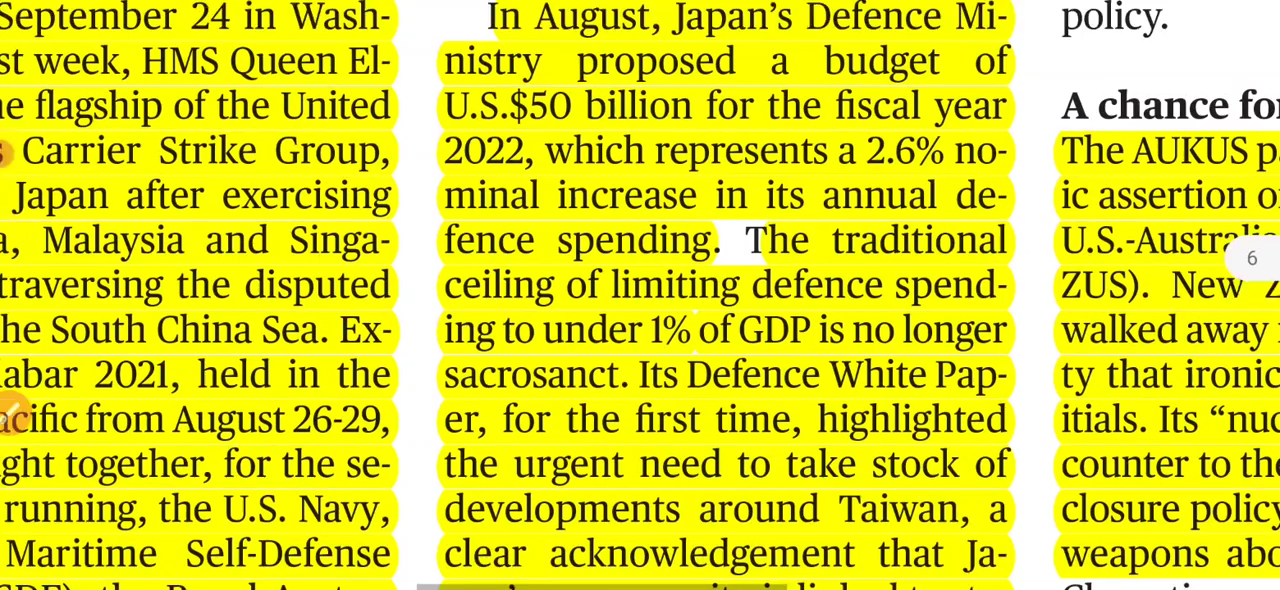 September 24 in Wash-
st week, HMS Queen El-
he flagship of the United
s Carrier Strike Group,
Japan after exercising
a, Malaysia and Singa-
traversing the disputed
he South China Sea. Ex-
abar 2021, held in the
acific from August 26-29,
ght together, for the se-
running, the U.S. Navy,
Maritime Self-Defense
In August, Japan's Defence Mi-
nistry proposed a budget of
U.S.$50 billion for the fiscal year
2022, which represents a 2.6% no-
minal increase in its annual de-
fence spending. The traditional
ceiling of limiting defence spend-
ing to under 1% of GDP is no longer
sacrosanct. Its Defence White Pap-
er, for the first time, highlighted
the urgent need to take stock of
developments around Taiwan, a
clear acknowledgement that Ja-
policy.
A chance for
The AUKUS pa
ic assertion o
U.S.-Australia
ZUS). New Z
walked away
ty that ironic
itials. Its “nuc
counter to the
closure policy
weapons abo
6